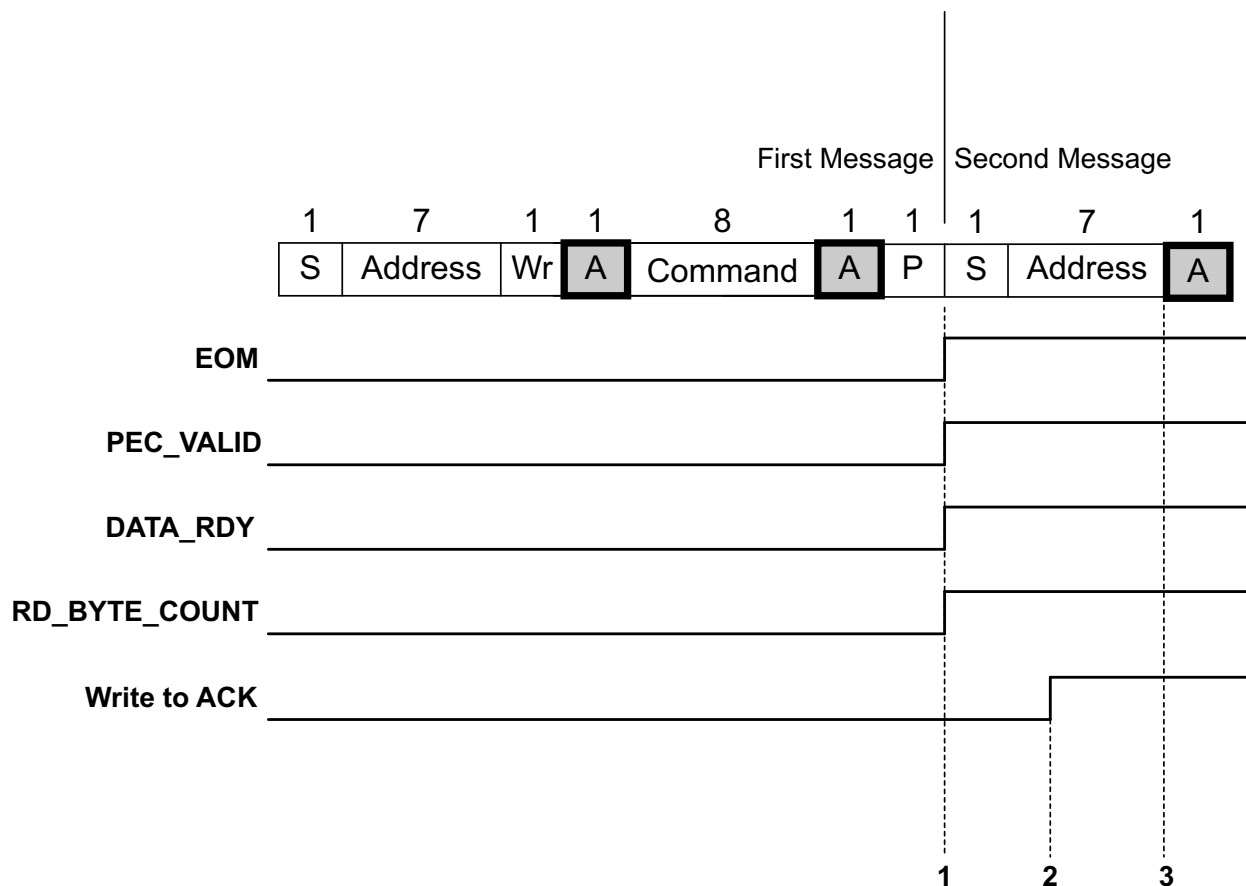 First Message Second Message
1 7 1 1 8 1 1 1 7 1
S Address Wr A Command A P S Address A
EOM
PEC_VALID
DATA_RDY
RD_BYTE_COUNT
Write to ACK
1 2 3